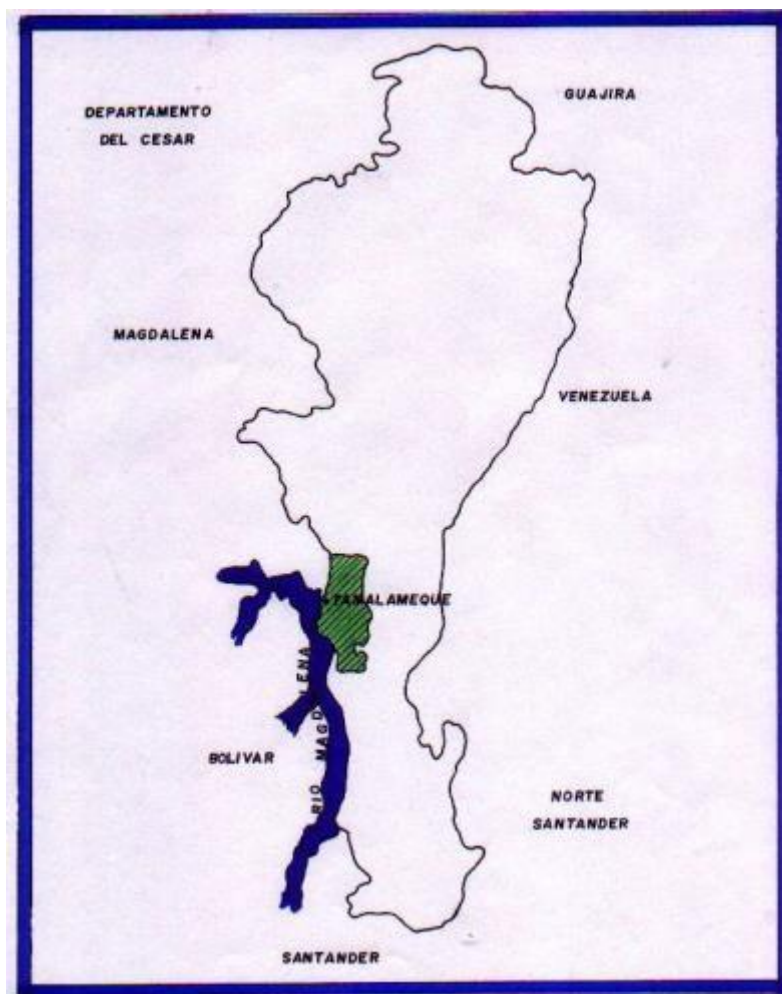 DEPARTAMENTO
DEL CESAR
GUAJIRA
MAGDALENA
VENEZUELA
TAMALAMEQUE
RIO MAGDALENA
BOLIVAR
NORTE
SANTANDER
SANTANDER